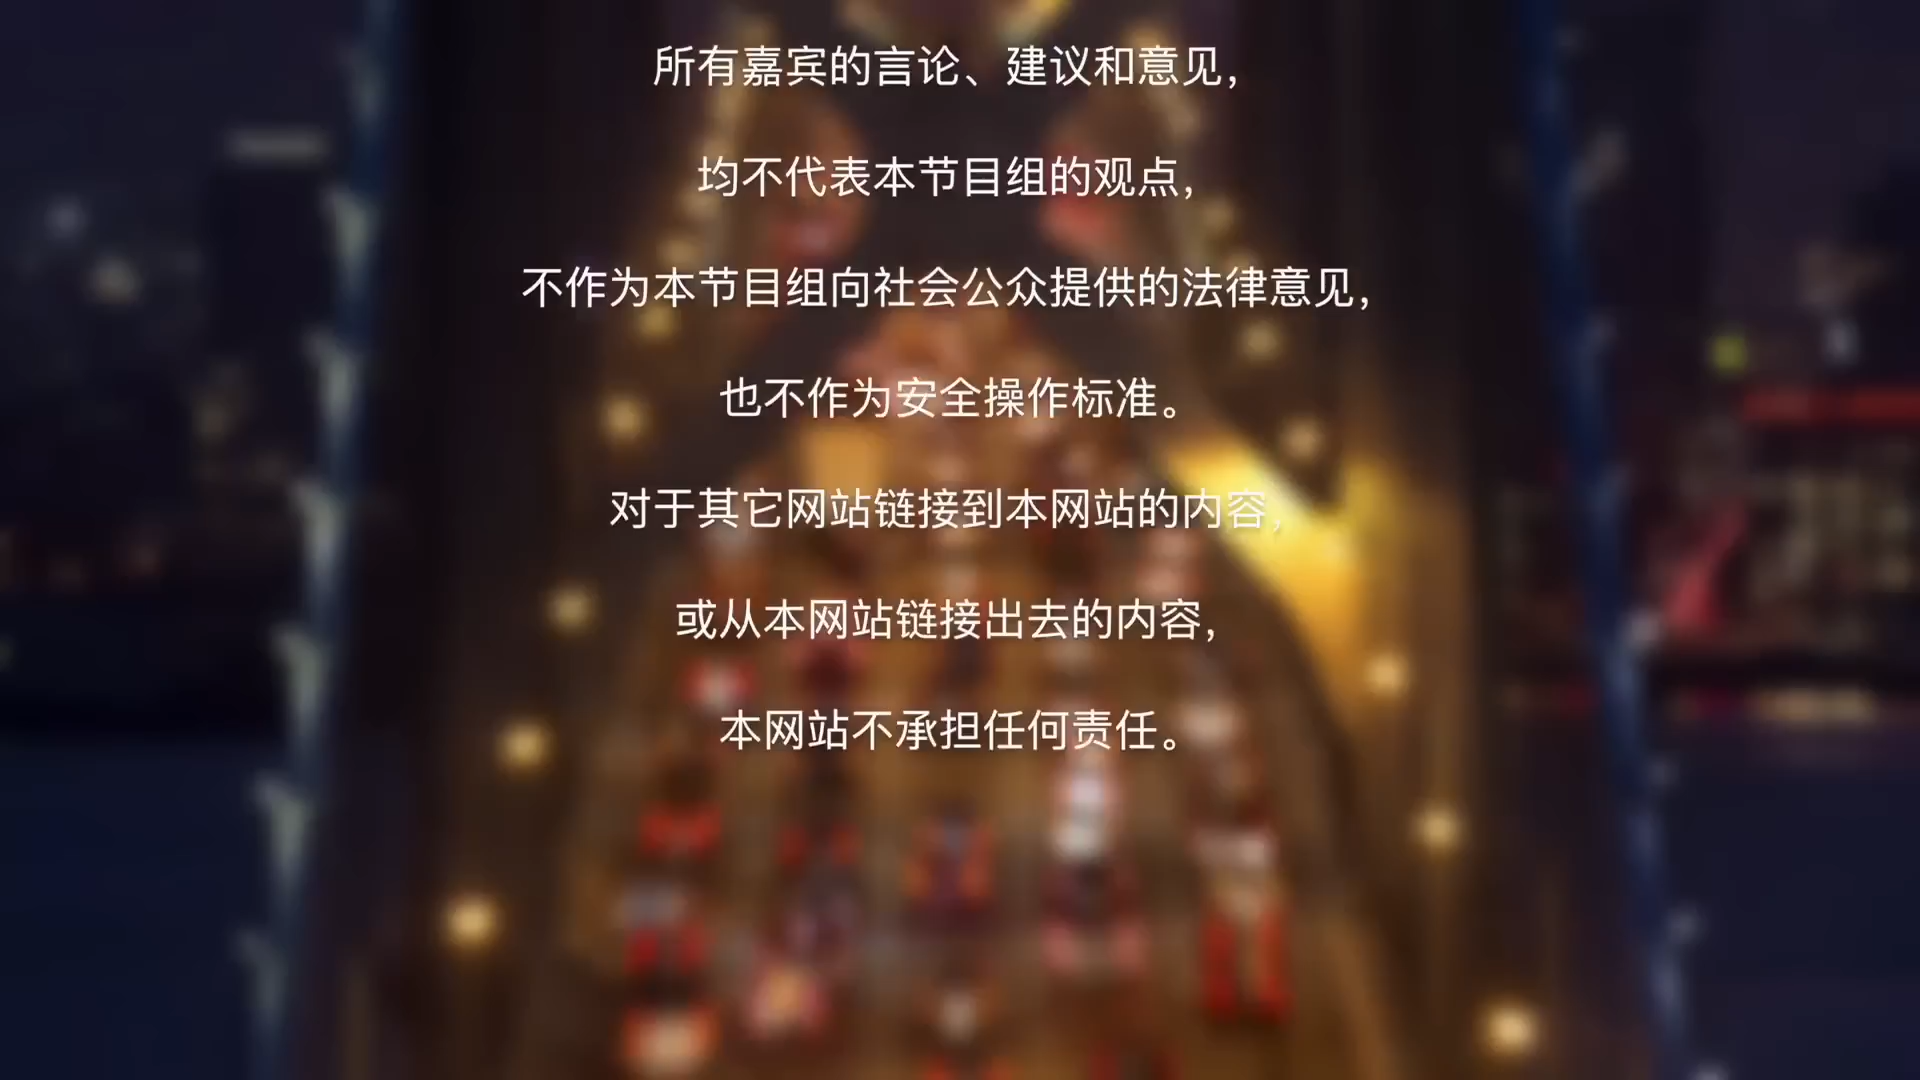 所有嘉宾的言论、建议和意见，
均不代表本节目组的观点，
不作为本节目组向社会公众提供的法律意见，
也不作为安全操作标准。
对于其它网站链接到本网站的内容，
或从本网站链接出去的内容，
本网站不承担任何责任。